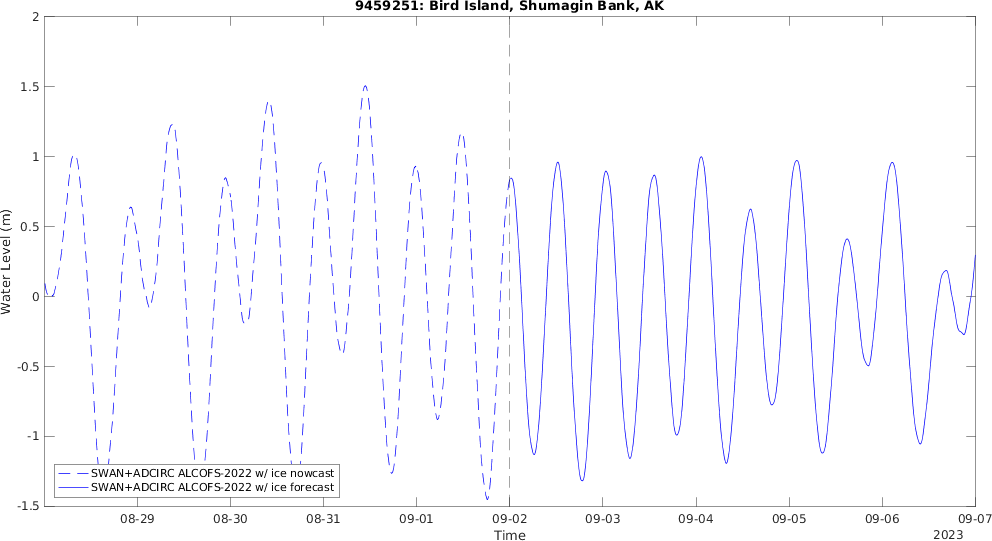 9459251: Bird Island, Shumagin Bank, AK
2
1.5
1
0.5
0
-0.5
-1
-1.5
Water Level (m)
SWAN+ADCIRC ALCOFS-2022 w/ ice nowcast
SWAN+ADCIRC ALCOFS-2022 w/ ice forecast
08-29 08-30 08-31 09-01 09-02 09-03 09-04 09-05 09-06 09-07
Time
2023